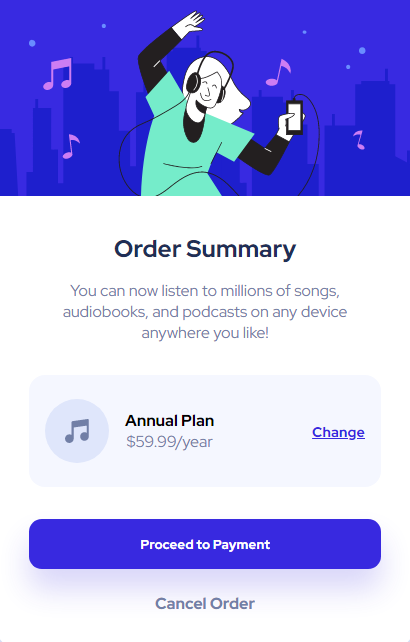 Order Summary
You can now listen to millions of songs,
audiobooks, and podcasts on any device
anywhere you like!
Annual Plan
$59.99/year
Change
Proceed to Payment
Cancel Order